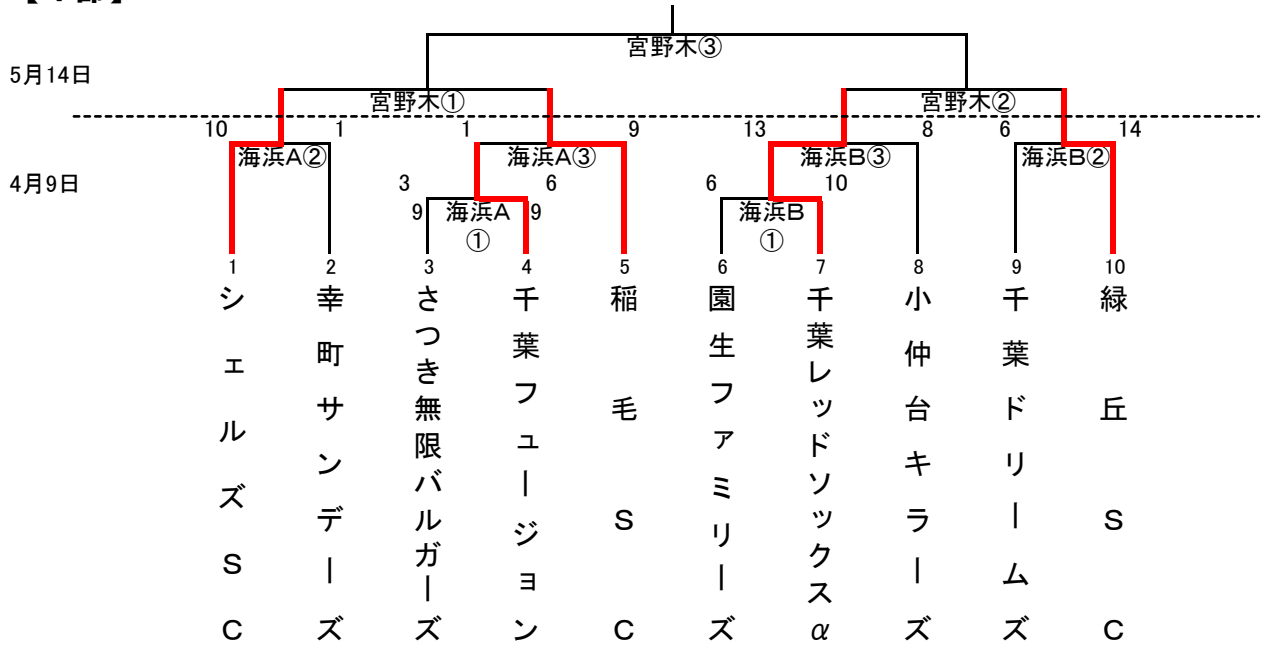 宮野木③
5月14日
宮野木①
宮野木②
10
1
1
9
13
8
6
14
海浜A②
海浜A③
海浜B③
海浜B②
4月9日
3
6
6
10
9
海浜A
9
海浜B
①
①
1
2
3
4
5
6
7
8
9
10
シェルズSC
幸町サンデーズ
さつき無限バルガーズ
千葉フュージョン
稲毛SC
園生ファミリーズ
千葉レッドソックスα
小仲台キラーズ
千葉ドリームズ
緑丘SC